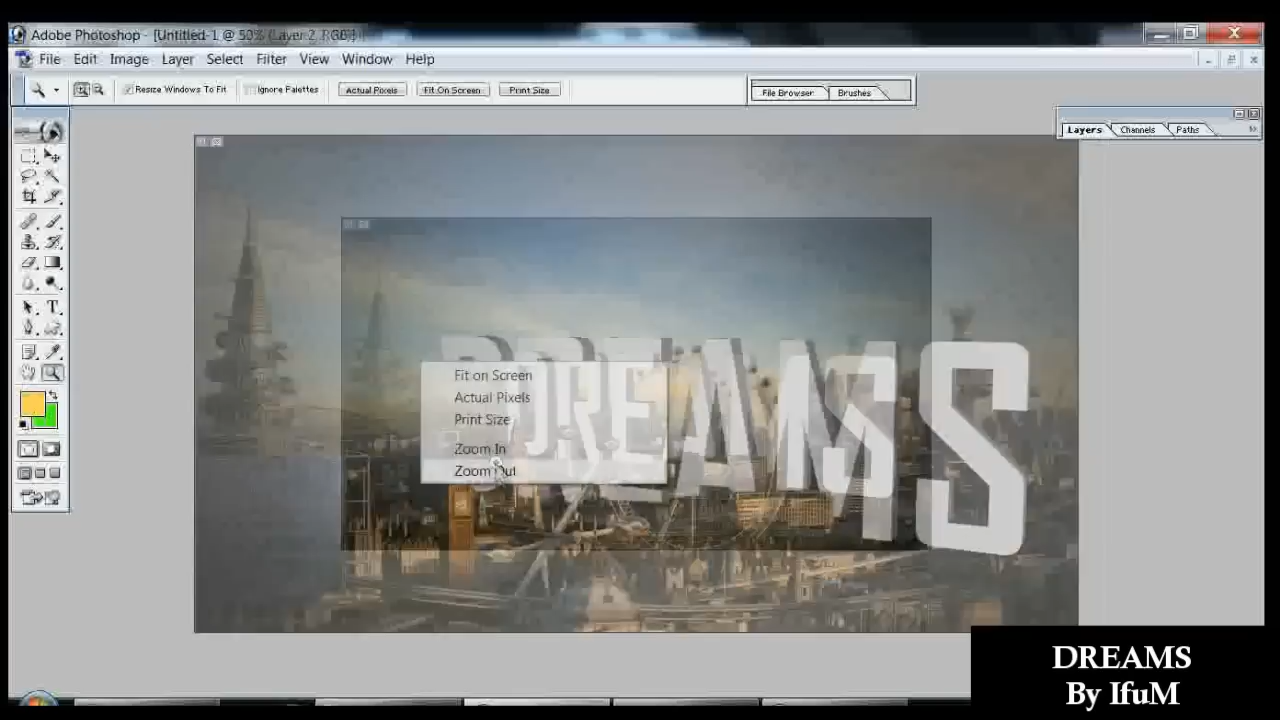 Adobe Photoshop - [Untitled-1 @ 50% (Layer 2, RGB)]
File Edit Image Layer Select Filter View Window Help
Resize Windows To Fit Ignore Palettes Actual Pixels Fit On Screen Print Size File Browser Brushes
Layers Channels Paths
DREAMS
Fit on Screen
Actual Pixels
Print Size
Zoom In
Zoom Out
DREAMS
By IfuM